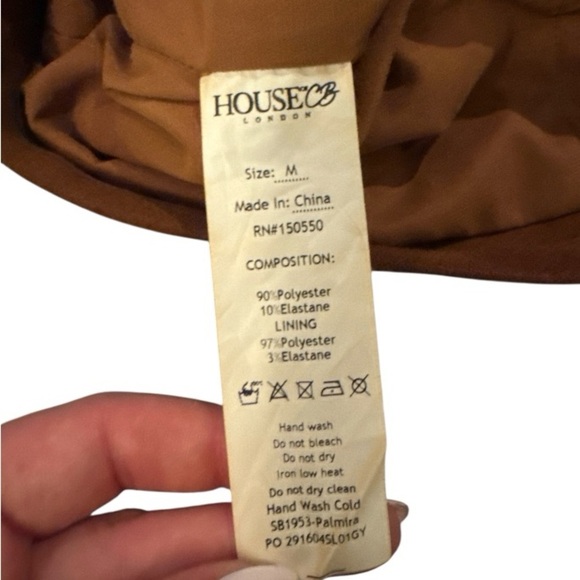 HOUSE OF CB
LONDON
Size: M
Made In: China
RN#150550
COMPOSITION:
90%Polyester
10%Elastane
LINING
97%Polyester
3%Elastane
Hand wash
Do not bleach
Do not dry
Iron low heat
Do not dry clean
Hand Wash Cold
SB1953-Palmira
PO 291604SL01GY